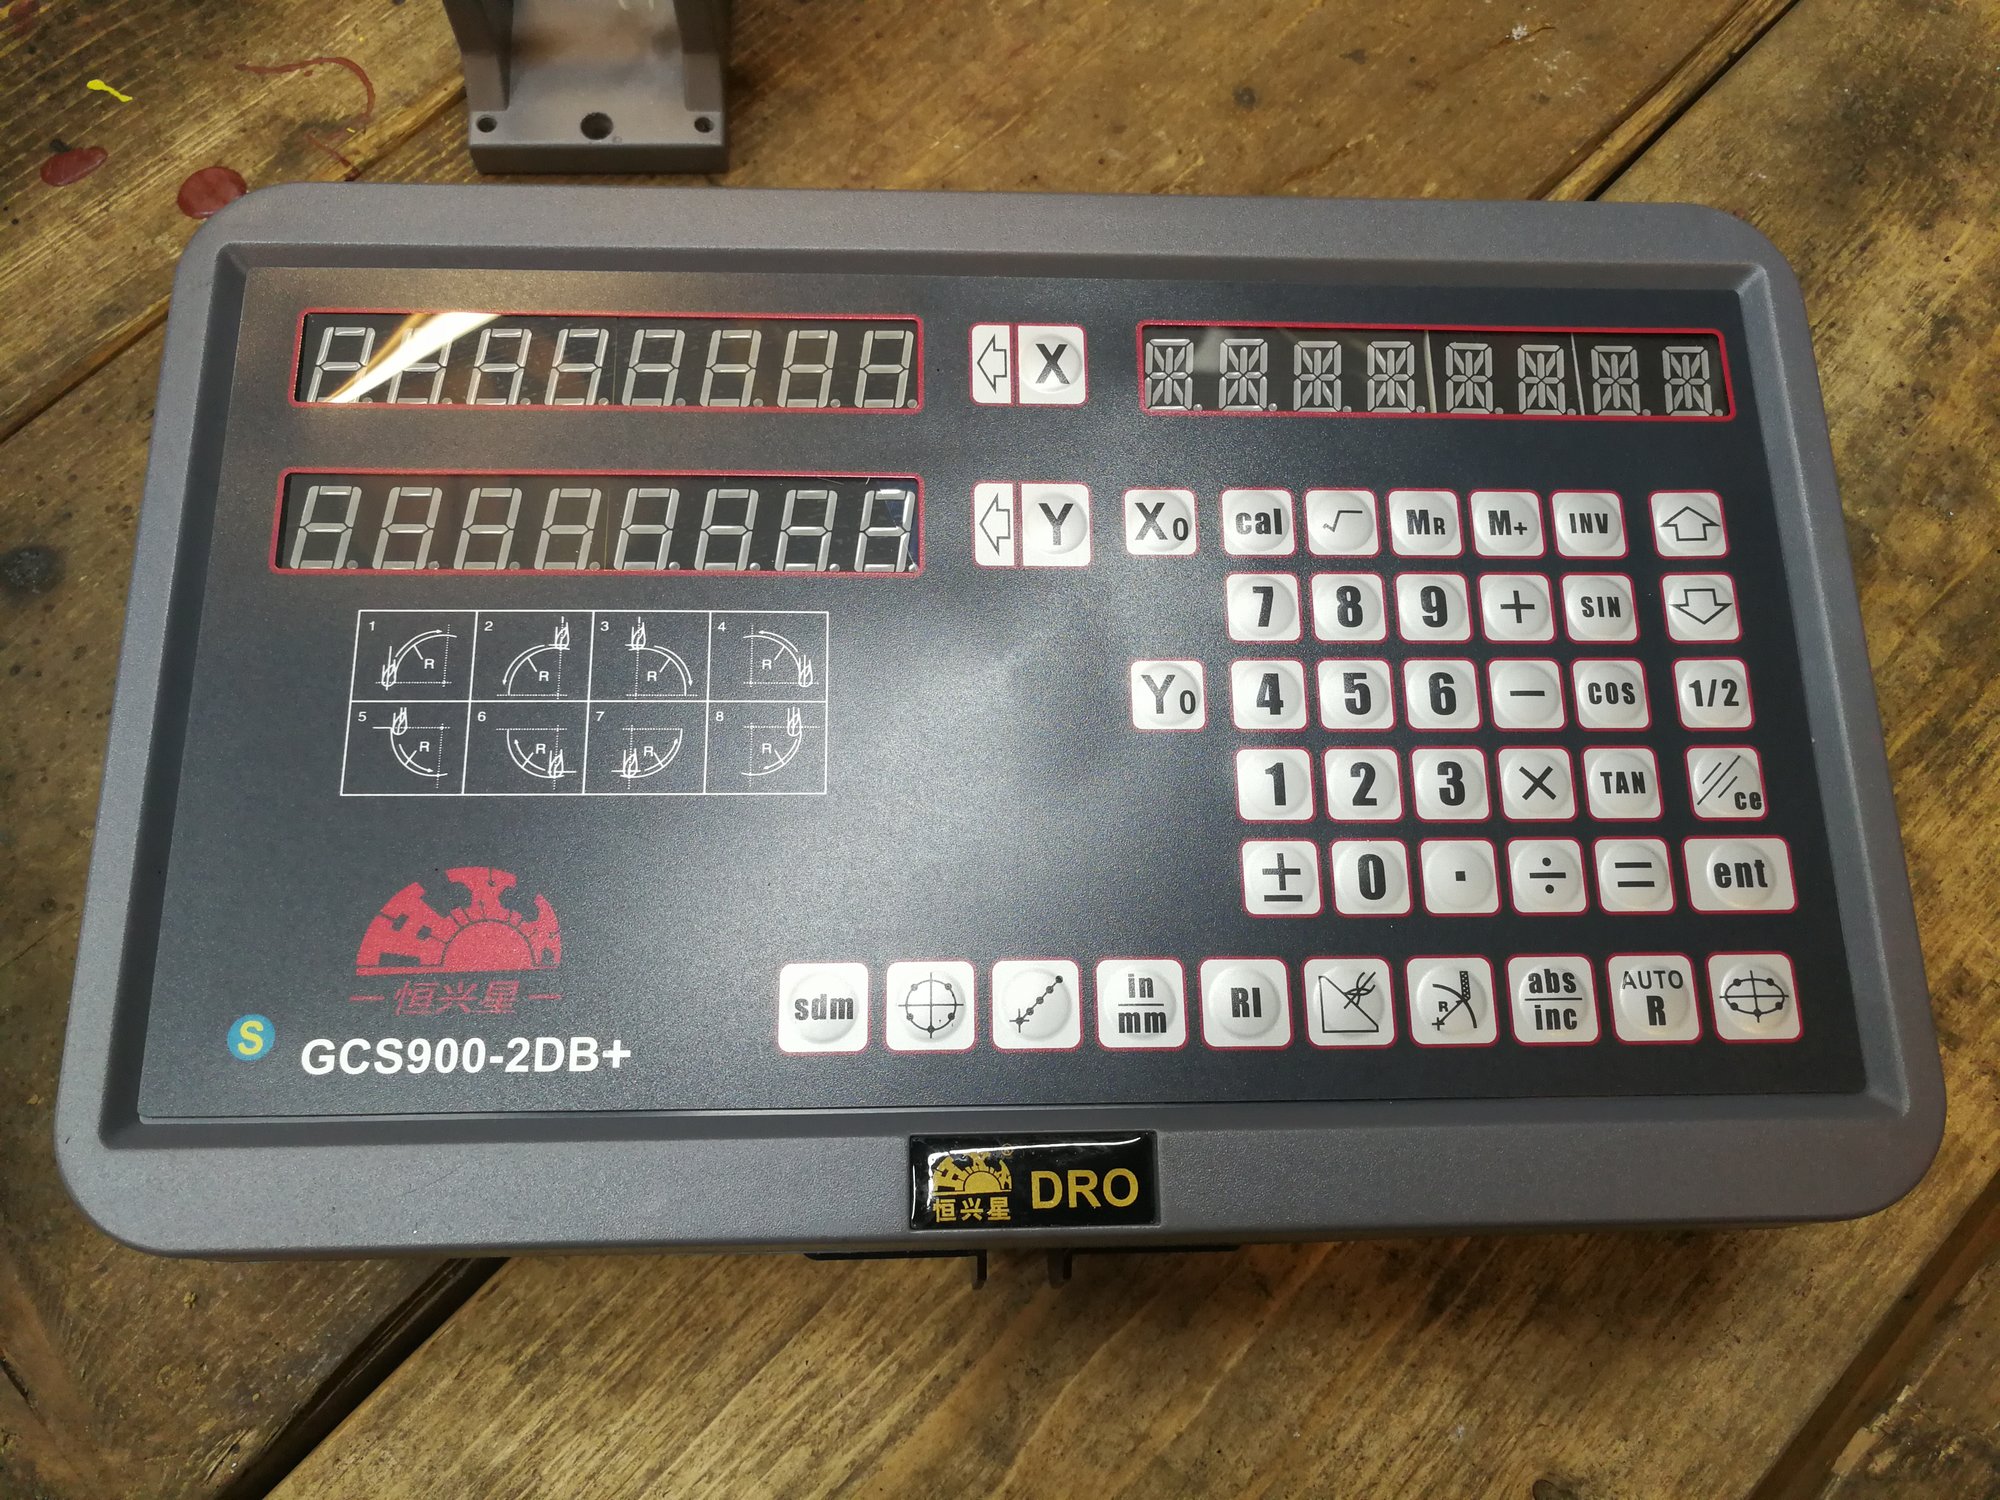 X
Y
X0
cal √ MR M+ INV
7 8 9 + SIN
Y0
4 5 6 − COS 1/2
1 2 3 × TAN ce
± 0 . ÷ = ent
1 2 3 4
R R R R
5 6 7 8
R R R R
HXX
恒兴星
S
GCS900-2DB+
sdm in/mm RI R abs/inc AUTO R
HXX ®
恒兴星 DRO